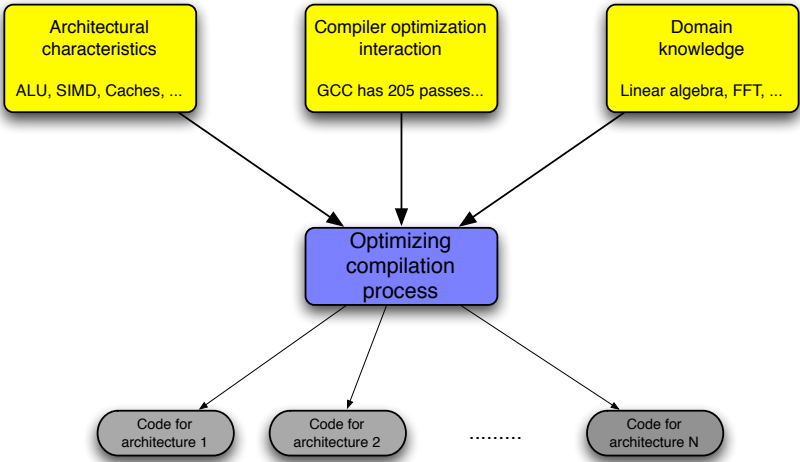 Architectural
characteristics
ALU, SIMD, Caches, ...
Compiler optimization
interaction
GCC has 205 passes...
Domain
knowledge
Linear algebra, FFT, ...
Optimizing
compilation
process
Code for
architecture 1
Code for
architecture 2
.........
Code for
architecture N